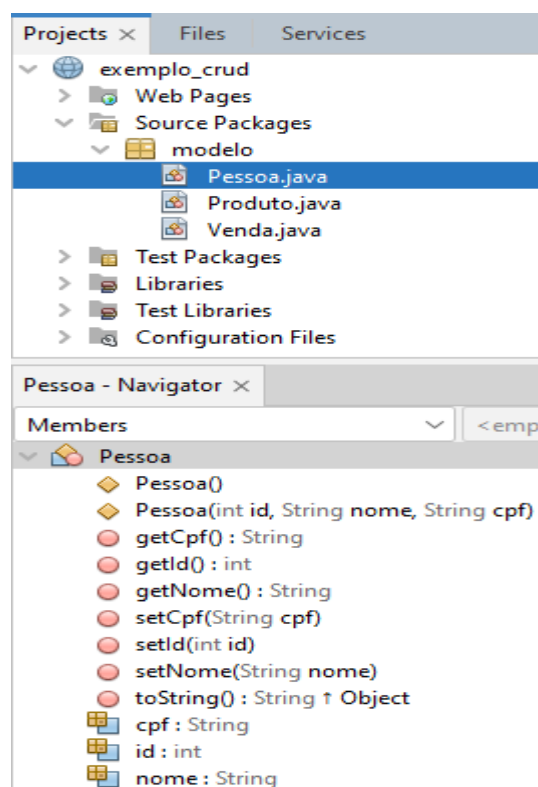 Projects × Files Services
exemplo_crud
Web Pages
Source Packages
modelo
Pessoa.java
Produto.java
Venda.java
Test Packages
Libraries
Test Libraries
Configuration Files
Pessoa - Navigator ×
Members <emp
Pessoa
Pessoa()
Pessoa(int id, String nome, String cpf)
getCpf() : String
getId() : int
getNome() : String
setCpf(String cpf)
setId(int id)
setNome(String nome)
toString() : String ↑ Object
cpf : String
id : int
nome : String